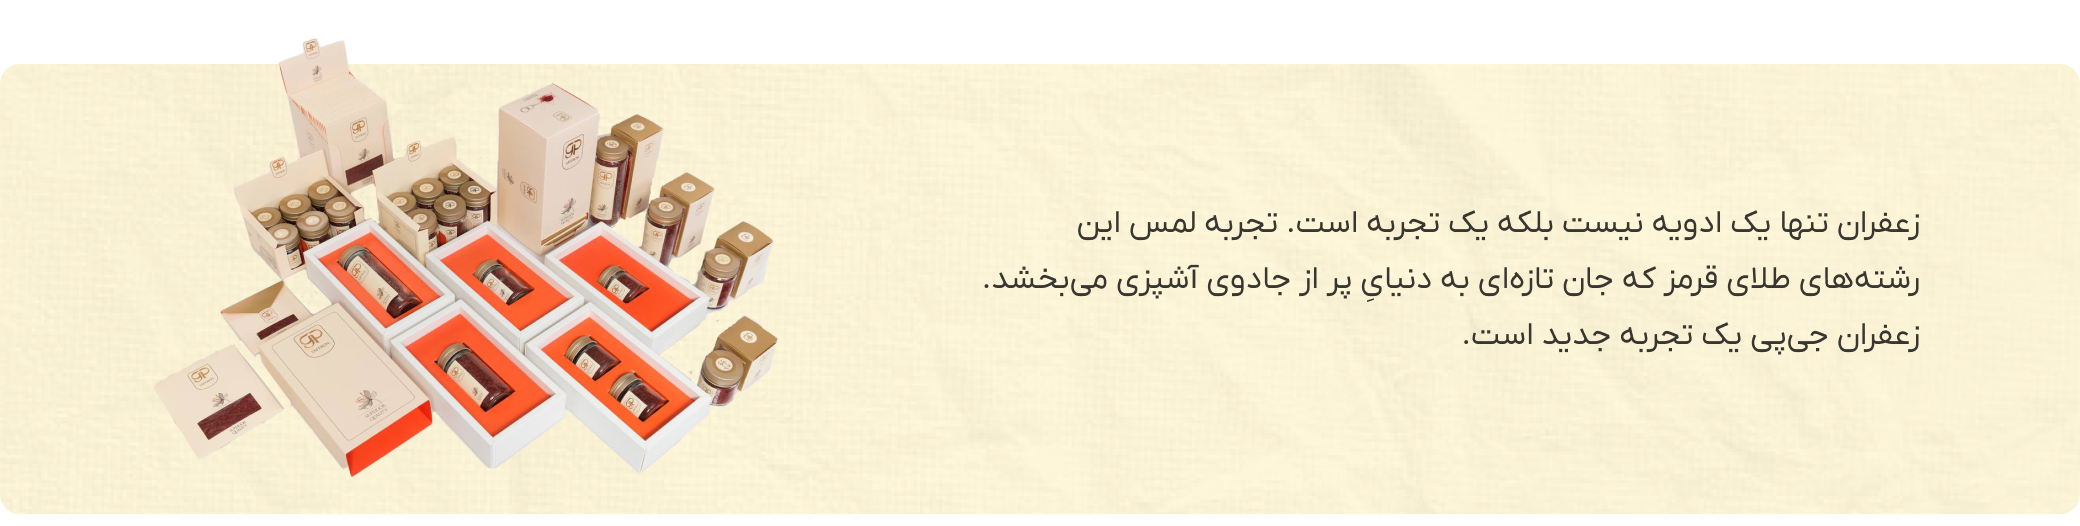 زعفران تنها یک ادویه نیست بلکه یک تجربه است. تجربه لمس این
رشته‌های طلای قرمز که جان تازه‌ای به دنیایِ پر از جادوی آشپزی می‌بخشد.
زعفران جی‌پی یک تجربه جدید است.